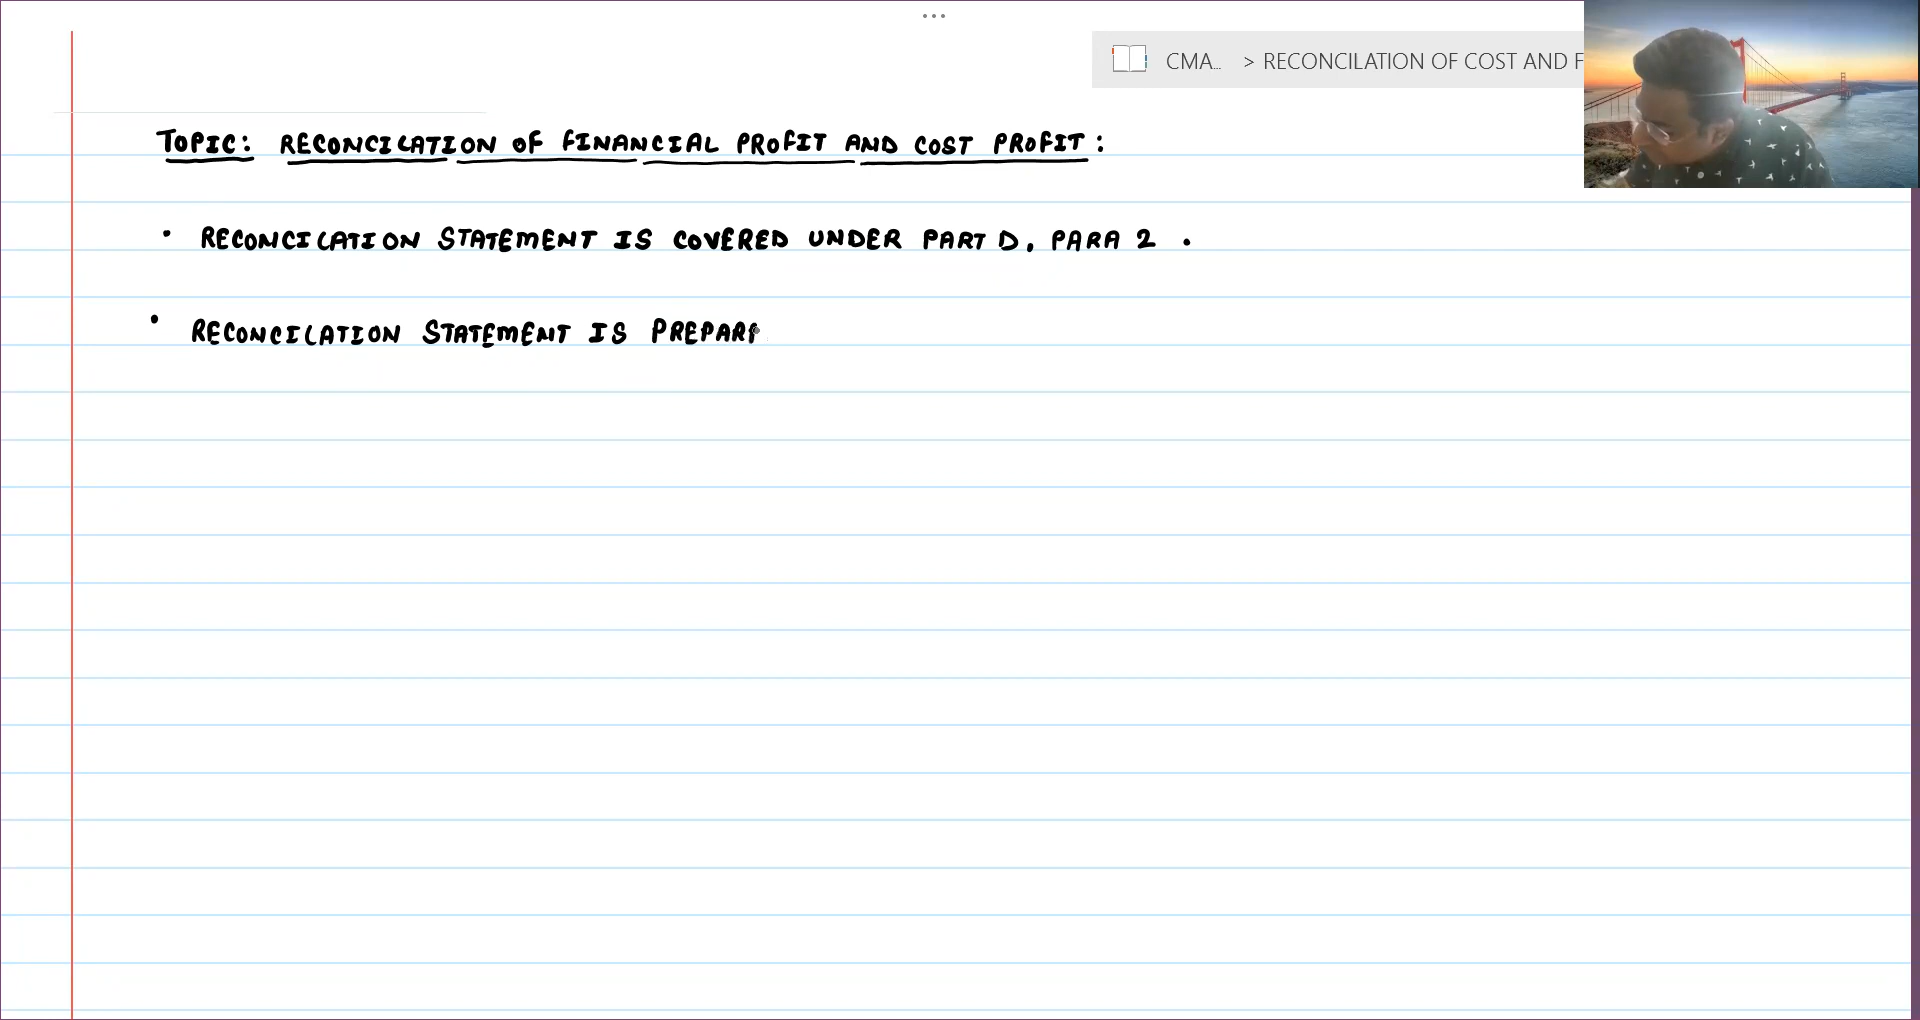 CMA... > RECONCILATION OF COST AND F
TOPIC: RECONCILATION OF FINANCIAL PROFIT AND COST PROFIT:
• RECONCILATION STATEMENT IS COVERED UNDER PART D, PARA 2 .
• RECONCILATION STATEMENT IS PREPARE